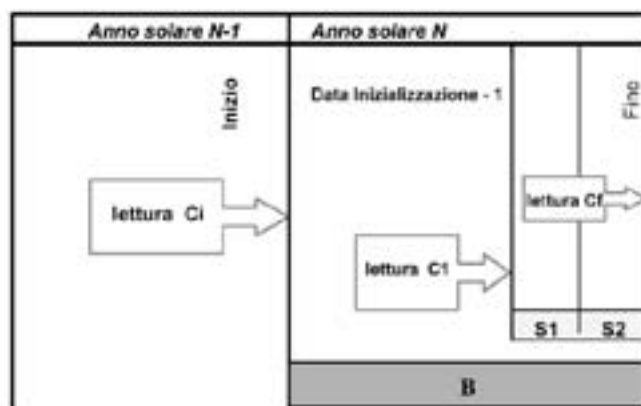 Anno solare N-1
Anno solare N
Inizio
Data Inizializzazione - 1
Fine
lettura Ci
lettura Cf
lettura C1
S1
S2
B